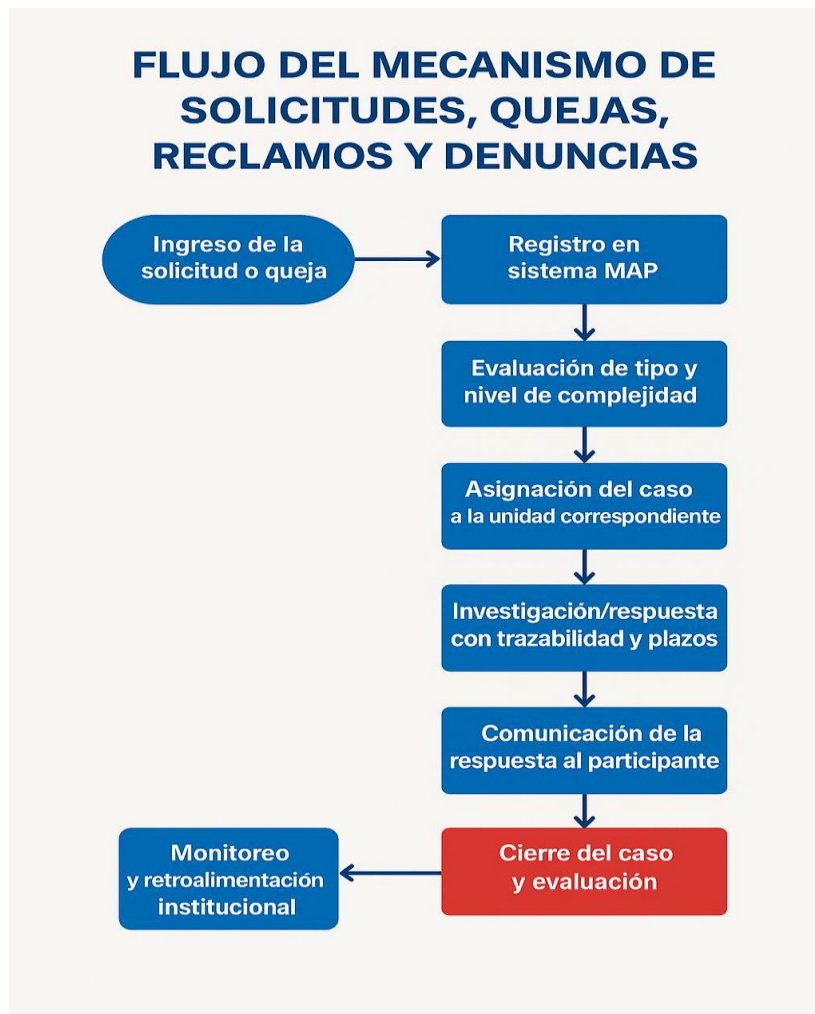 FLUJO DEL MECANISMO DE
SOLICITUDES, QUEJAS,
RECLAMOS Y DENUNCIAS
Ingreso de la
solicitud o queja
Registro en
sistema MAP
Evaluación de tipo y
nivel de complejidad
Asignación del caso
a la unidad correspondiente
Investigación/respuesta
con trazabilidad y plazos
Comunicación de la
respuesta al participante
Cierre del caso
y evaluación
Monitoreo
y retroalimentación
institucional